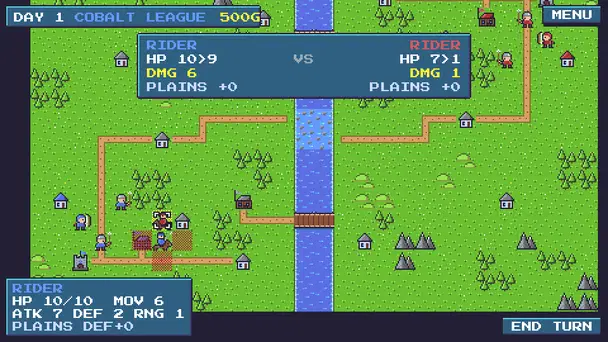 DAY 1 COBALT LEAGUE 500G
MENU
RIDER RIDER
HP 10>9 VS HP 7>1
DMG 6 DMG 1
PLAINS +0 PLAINS +0
RIDER
HP 10/10 MOV 6
ATK 7 DEF 2 RNG 1
PLAINS DEF+0
END TURN